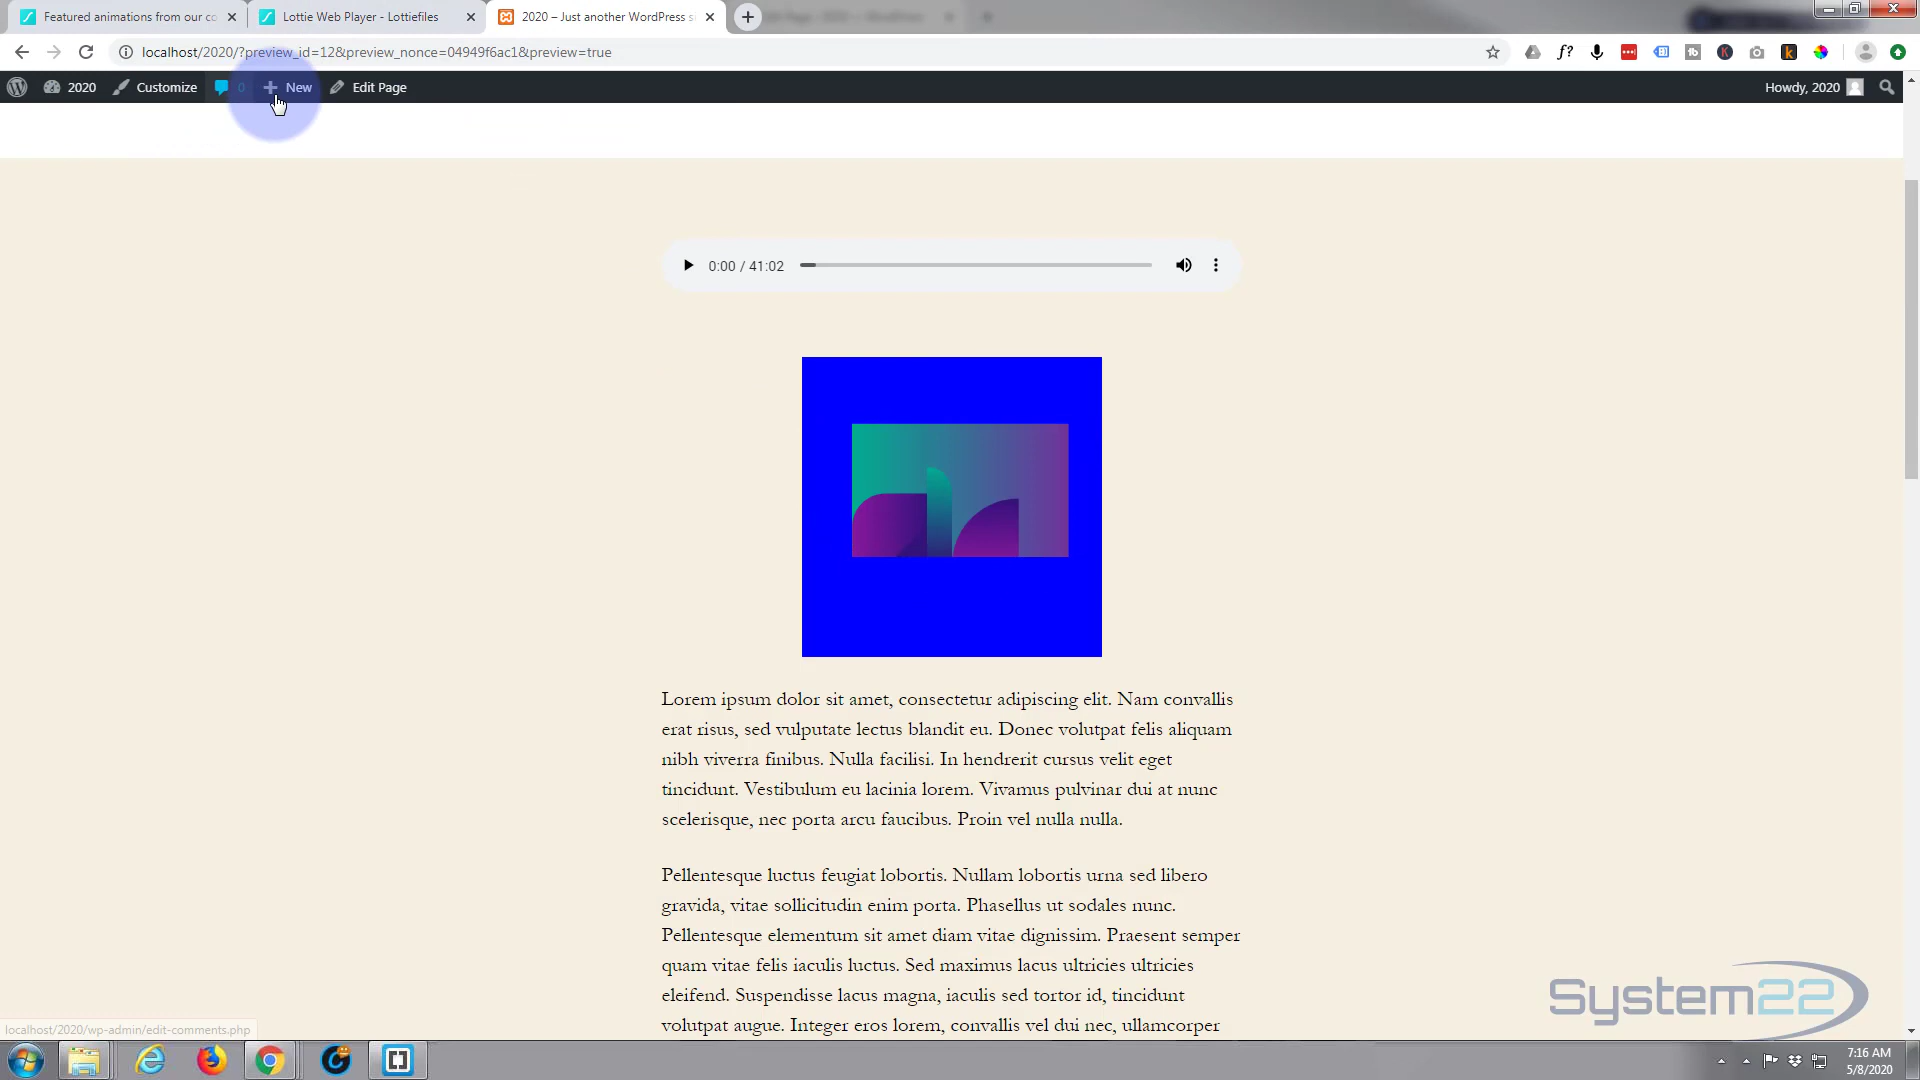 Featured animations from our co
Lottie Web Player - Lottiefiles
2020 – Just another WordPress s
localhost/2020/?preview_id=12&preview_nonce=04949f6ac1&preview=true
2020 Customize 0 New Edit Page Howdy, 2020
0:00 / 41:02
Lorem ipsum dolor sit amet, consectetur adipiscing elit. Nam convallis
erat risus, sed vulputate lectus blandit eu. Donec volutpat felis aliquam
nibh viverra finibus. Nulla facilisi. In hendrerit cursus velit eget
tincidunt. Vestibulum eu lacinia lorem. Vivamus pulvinar dui at nunc
scelerisque, nec porta arcu faucibus. Proin vel nulla nulla.
Pellentesque luctus feugiat lobortis. Nullam lobortis urna sed libero
gravida, vitae sollicitudin enim porta. Phasellus ut sodales nunc.
Pellentesque elementum sit amet diam vitae dignissim. Praesent semper
quam vitae felis iaculis luctus. Sed maximus lacus ultricies ultricies
eleifend. Suspendisse lacus magna, iaculis sed tortor id, tincidunt
volutpat augue. Integer eros lorem, convallis vel dui nec, ullamcorper
System22
localhost/2020/wp-admin/edit-comments.php
7:16 AM
5/8/2020